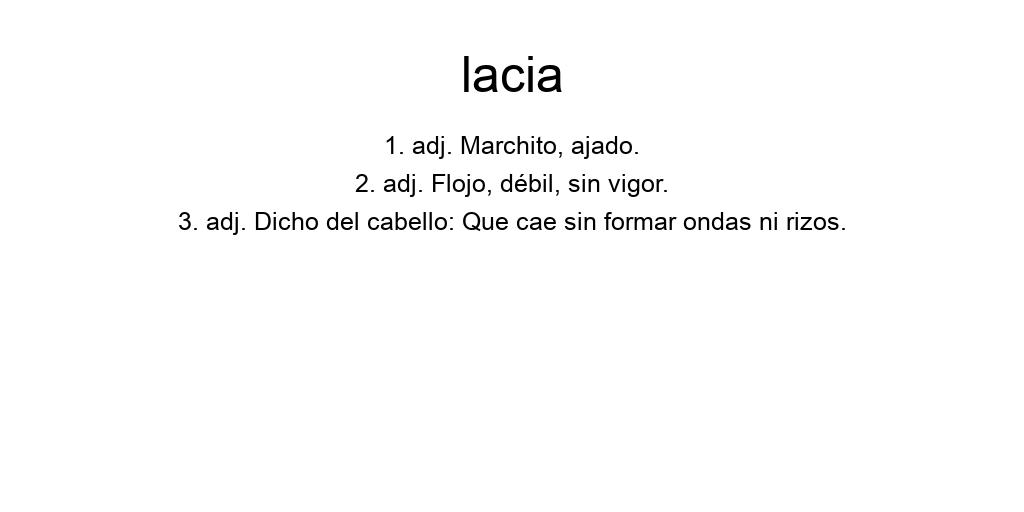 lacia
1. adj. Marchito, ajado.
2. adj. Flojo, débil, sin vigor.
3. adj. Dicho del cabello: Que cae sin formar ondas ni rizos.